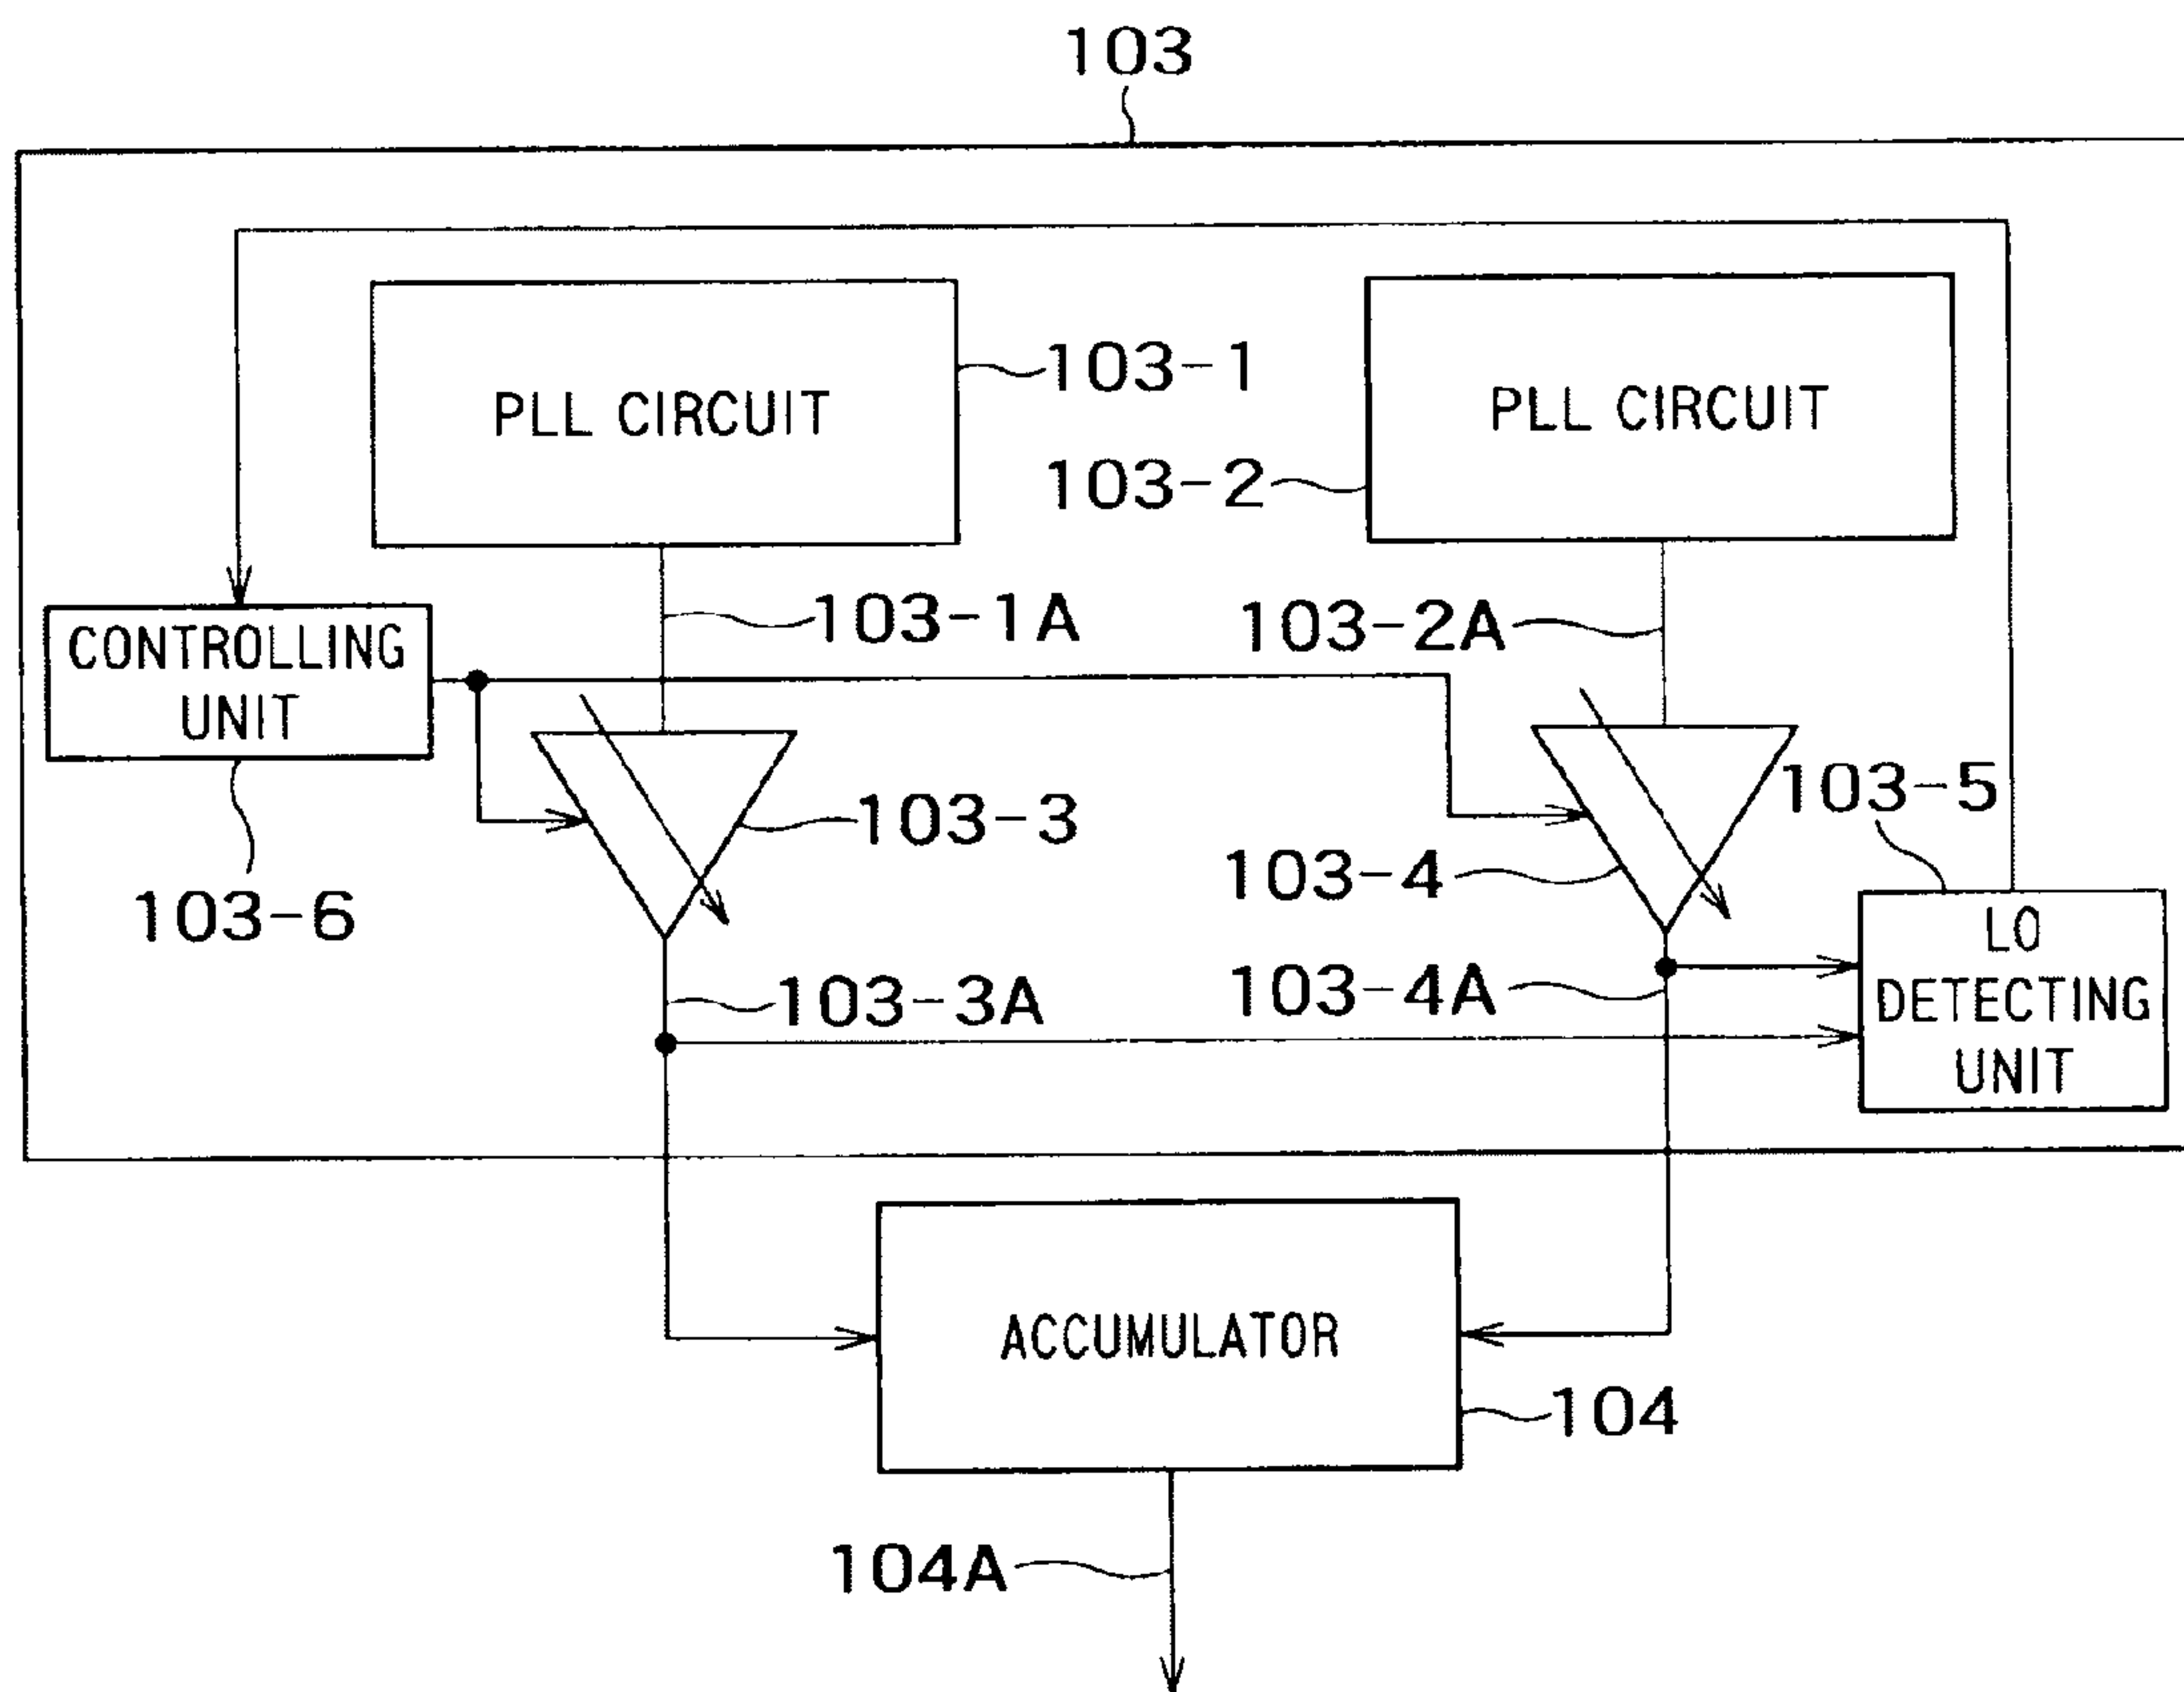 103
PLL CIRCUIT
103-1
PLL CIRCUIT
103-2
103-1A
103-2A
CONTROLLING
UNIT
103-3
103-5
103-4
103-6
LO
DETECTING
UNIT
103-3A
103-4A
ACCUMULATOR
104
104A